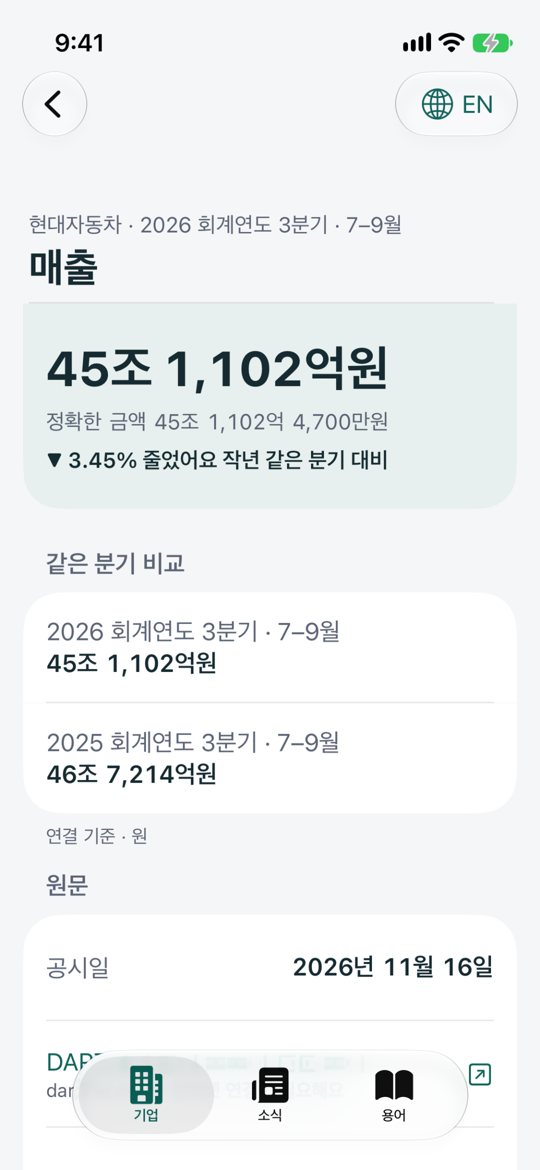 9:41
EN
현대자동차 · 2026 회계연도 3분기 · 7–9월
매출
45조 1,102억원
정확한 금액 45조 1,102억 4,700만원
▼ 3.45% 줄었어요 작년 같은 분기 대비
같은 분기 비교
2026 회계연도 3분기 · 7–9월
45조 1,102억원
2025 회계연도 3분기 · 7–9월
46조 7,214억원
연결 기준 · 원
원문
공시일 2026년 11월 16일
기업 소식 용어